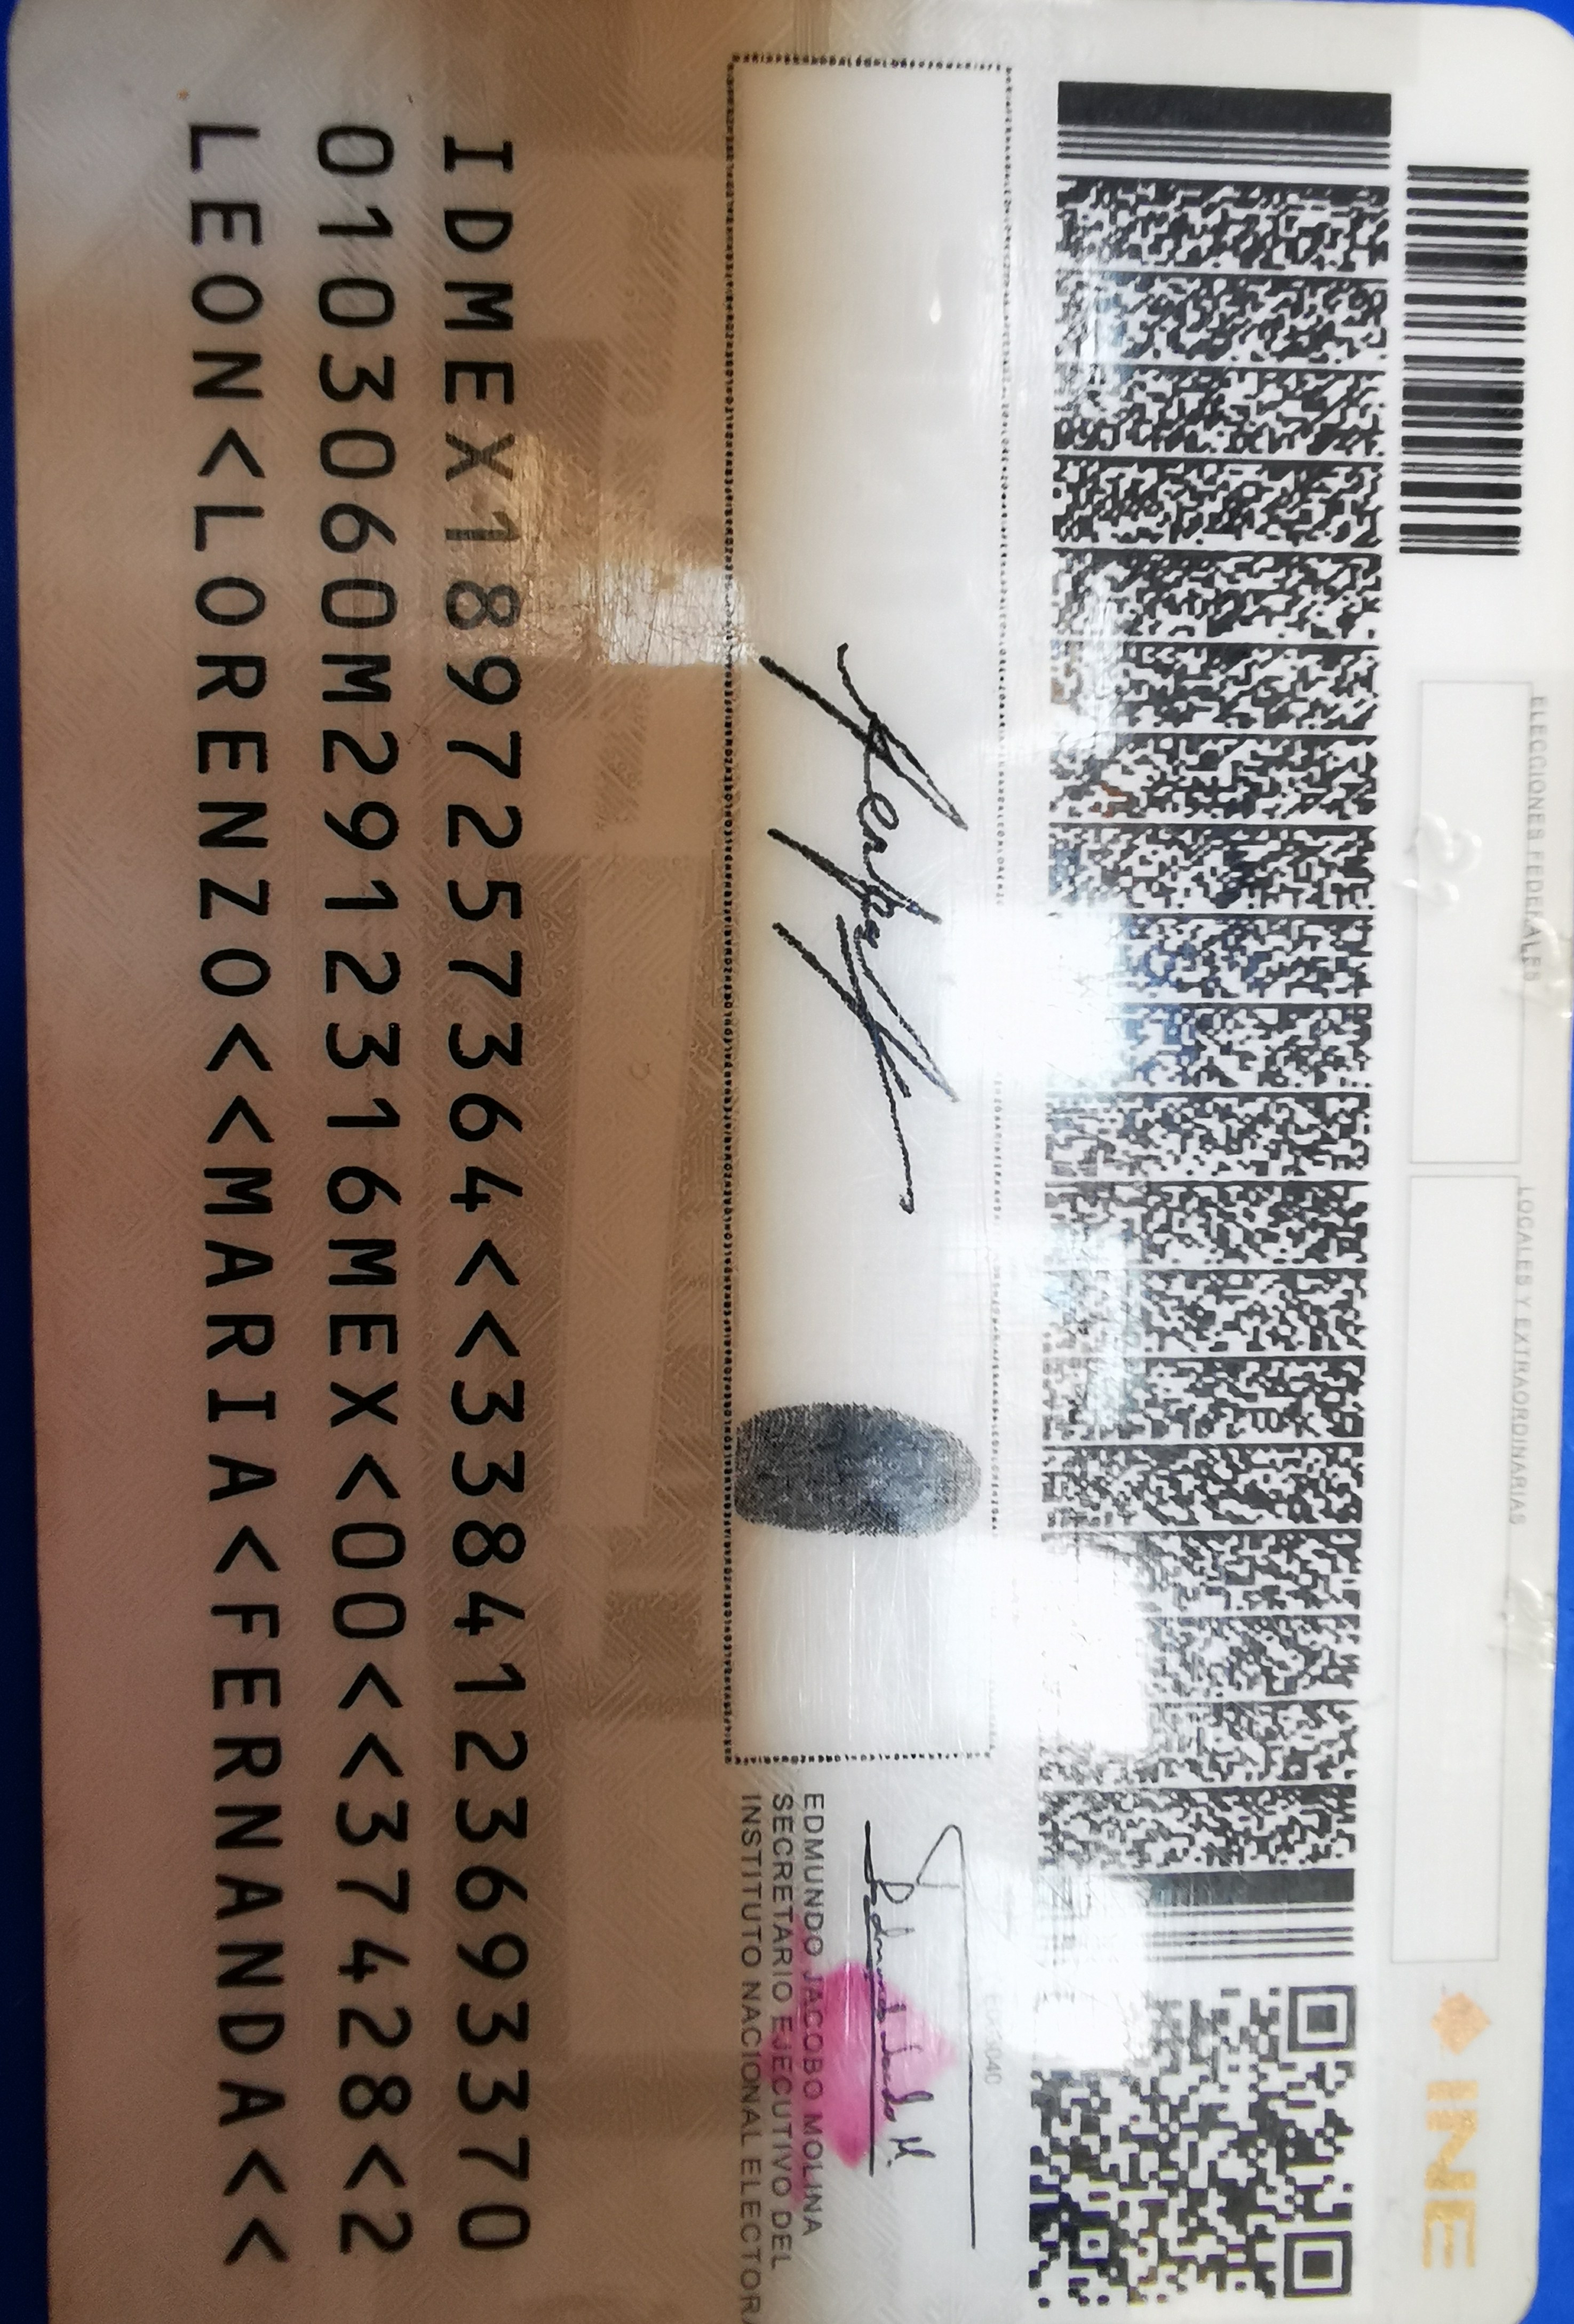 ELECCIONES FEDERALES
LOCALES Y EXTRAORDINARIAS
INE
EDMUNDO JACOBO MOLINA
SECRETARIO EJECUTIVO DEL
INSTITUTO NACIONAL ELECTORA
IDMEX1897257364<<3384123693370
0103060M2912316MEX<00<<37428<2
LEON<LORENZO<<MARIA<FERNANDA<<